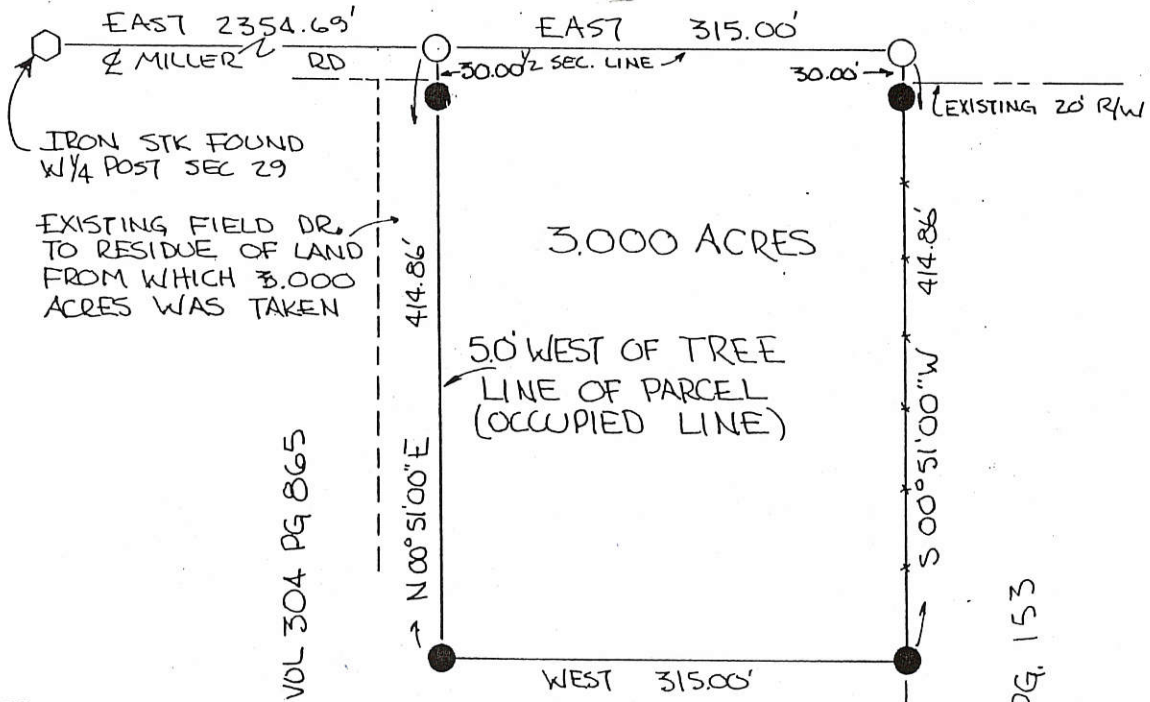 EAST 2354.69'
EAST 315.00'
℄ MILLER RD
30.00'
½ SEC. LINE
30.00'
EXISTING 20' R/W
IRON STK FOUND
W¼ POST SEC 29
EXISTING FIELD DR.
TO RESIDUE OF LAND
FROM WHICH 3.000
ACRES WAS TAKEN
3.000 ACRES
414.86'
414.86'
5.0' WEST OF TREE
LINE OF PARCEL
(OCCUPIED LINE)
VOL 304 PG 865
N 00° 51' 00" E
S 00° 51' 00" W
PG. 153
WEST 315.00'